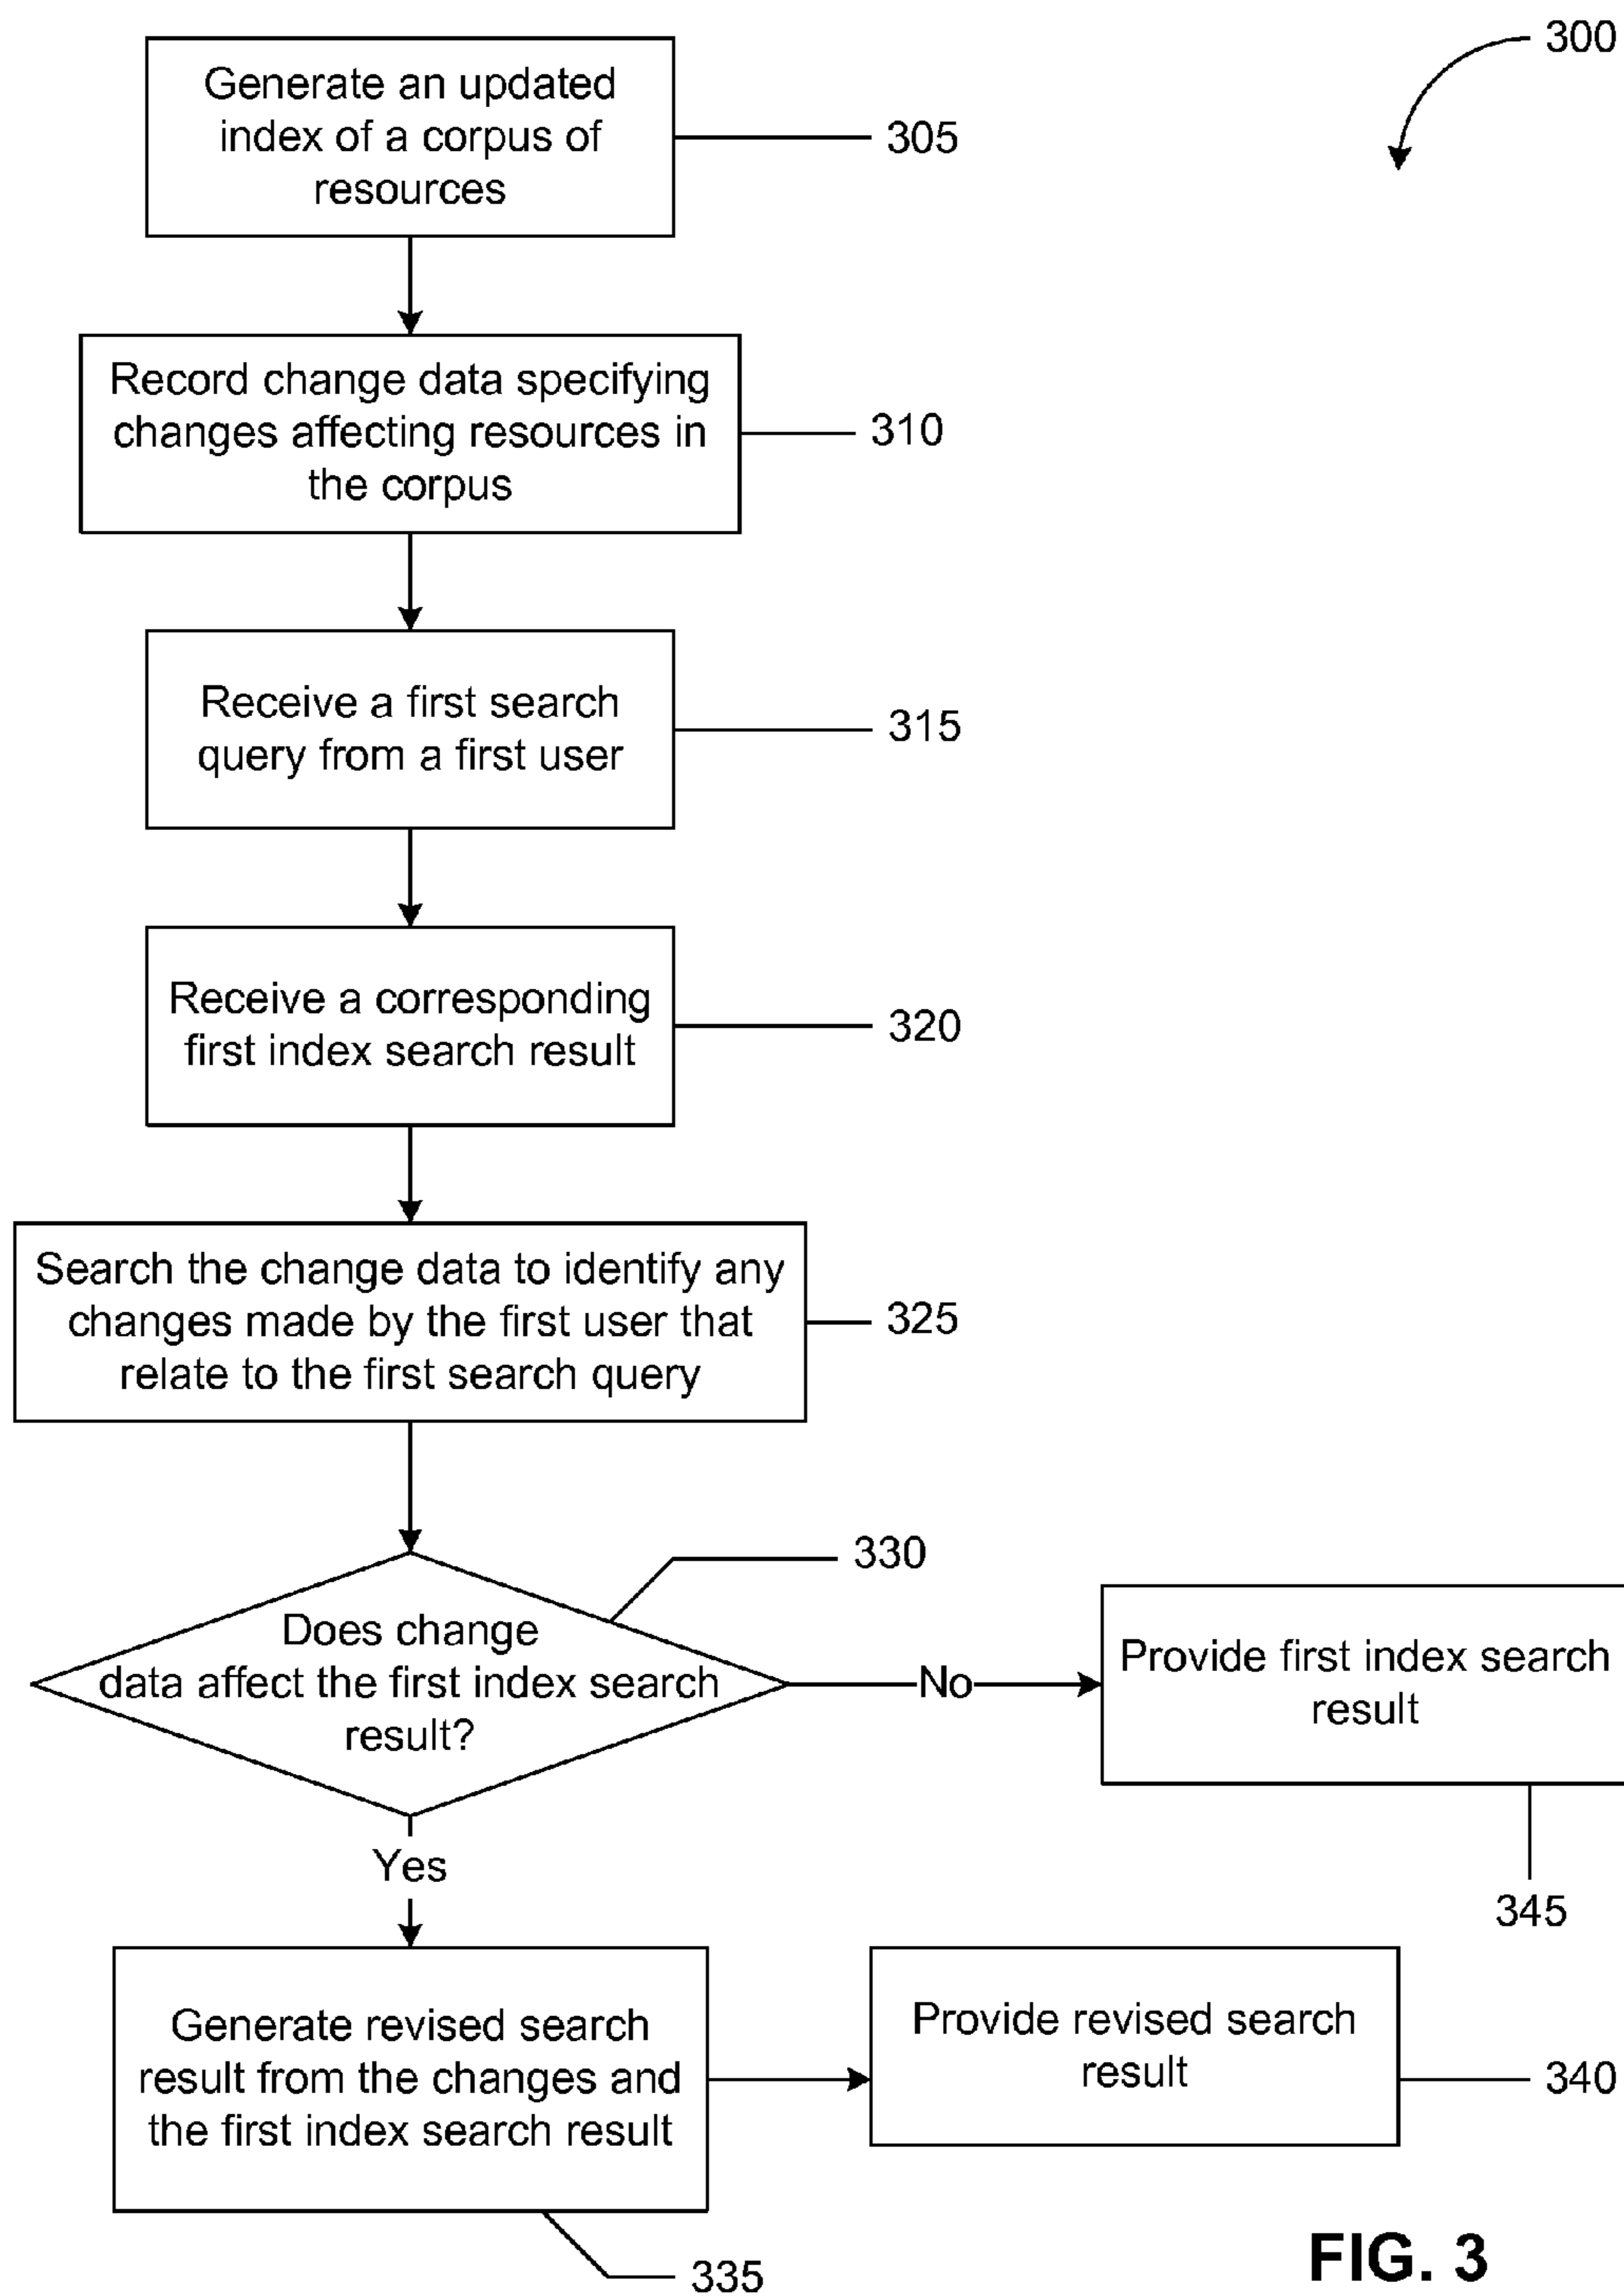 300
Generate an updated
index of a corpus of
resources
305
Record change data specifying
changes affecting resources in
the corpus
310
Receive a first search
query from a first user
315
Receive a corresponding
first index search result
320
Search the change data to identify any
changes made by the first user that
relate to the first search query
325
330
Does change
data affect the first index search
result?
No
Provide first index search
result
345
Yes
Generate revised search
result from the changes and
the first index search result
335
Provide revised search
result
340
FIG. 3